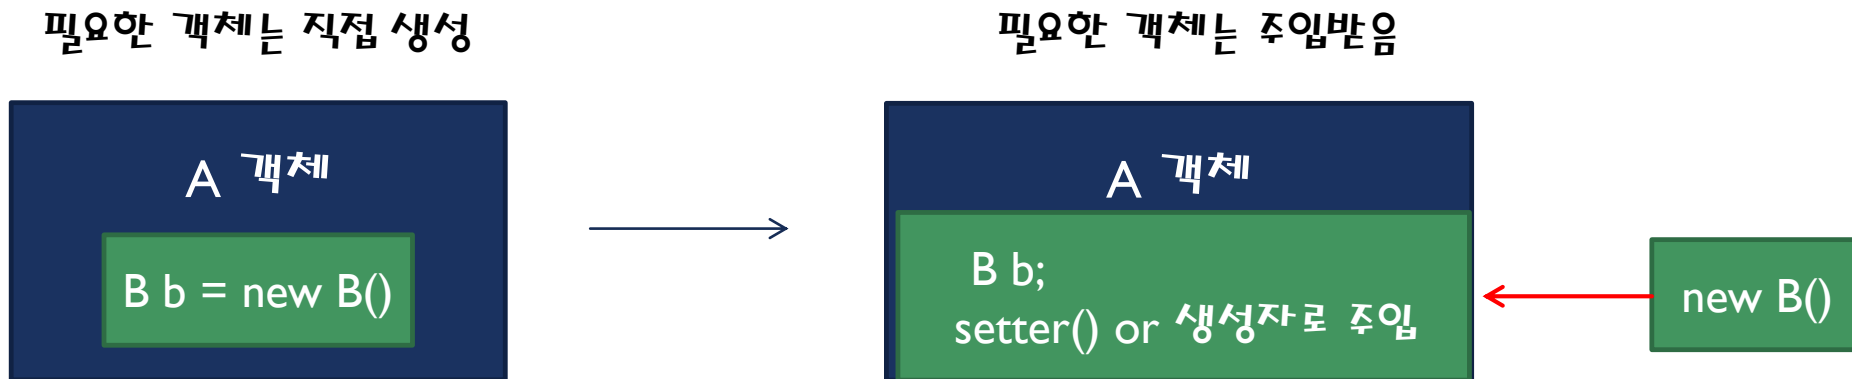 필요한 객체는 직접 생성
A 객체
B b = new B()
필요한 객체는 주입받음
A 객체
B b;
setter() or 생성자로 주입
new B()